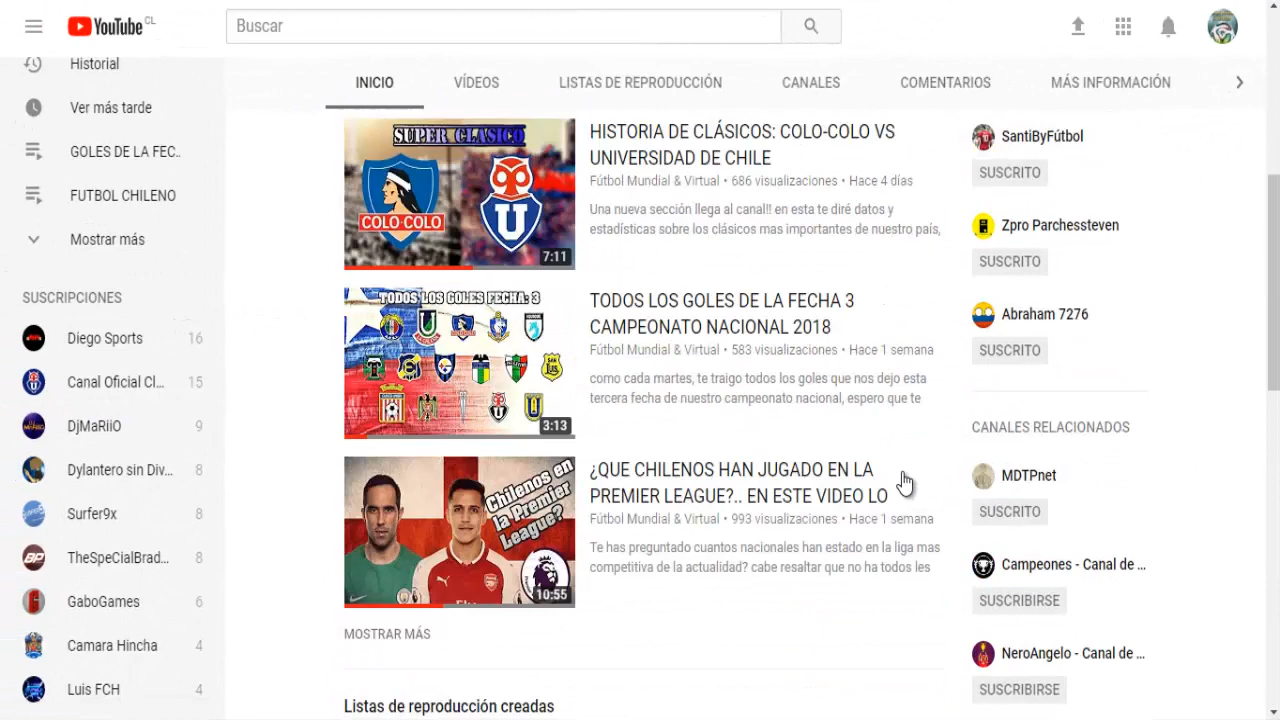 YouTube CL
Buscar
Historial
Ver más tarde
GOLES DE LA FEC..
FUTBOL CHILENO
Mostrar más
SUSCRIPCIONES
Diego Sports 16
Canal Oficial Cl... 15
DjMaRiiO 9
Dylantero sin Div... 8
Surfer9x 8
TheSpeCialBrad... 8
GaboGames 6
Camara Hincha 4
Luis FCH 4
INICIO VÍDEOS LISTAS DE REPRODUCCIÓN CANALES COMENTARIOS MÁS INFORMACIÓN
SUPER CLASICO
COLO-COLO
7:11
HISTORIA DE CLÁSICOS: COLO-COLO VS
UNIVERSIDAD DE CHILE
Fútbol Mundial & Virtual • 686 visualizaciones • Hace 4 días
Una nueva sección llega al canal!! en esta te diré datos y
estadísticas sobre los clásicos mas importantes de nuestro país,
TODOS LOS GOLES FECHA: 3
3:13
TODOS LOS GOLES DE LA FECHA 3
CAMPEONATO NACIONAL 2018
Fútbol Mundial & Virtual • 583 visualizaciones • Hace 1 semana
como cada martes, te traigo todos los goles que nos dejo esta
tercera fecha de nuestro campeonato nacional, espero que te
Chilenos en
la Premier
League?
10:55
¿QUE CHILENOS HAN JUGADO EN LA
PREMIER LEAGUE?.. EN ESTE VIDEO LO
Fútbol Mundial & Virtual • 993 visualizaciones • Hace 1 semana
Te has preguntado cuantos nacionales han estado en la liga mas
competitiva de la actualidad? cabe resaltar que no ha todos les
MOSTRAR MÁS
Listas de reproducción creadas
SantiByFútbol
SUSCRITO
Zpro Parchessteven
SUSCRITO
Abraham 7276
SUSCRITO
CANALES RELACIONADOS
MDTPnet
SUSCRITO
Campeones - Canal de ...
SUSCRIBIRSE
NeroAngelo - Canal de ...
SUSCRIBIRSE